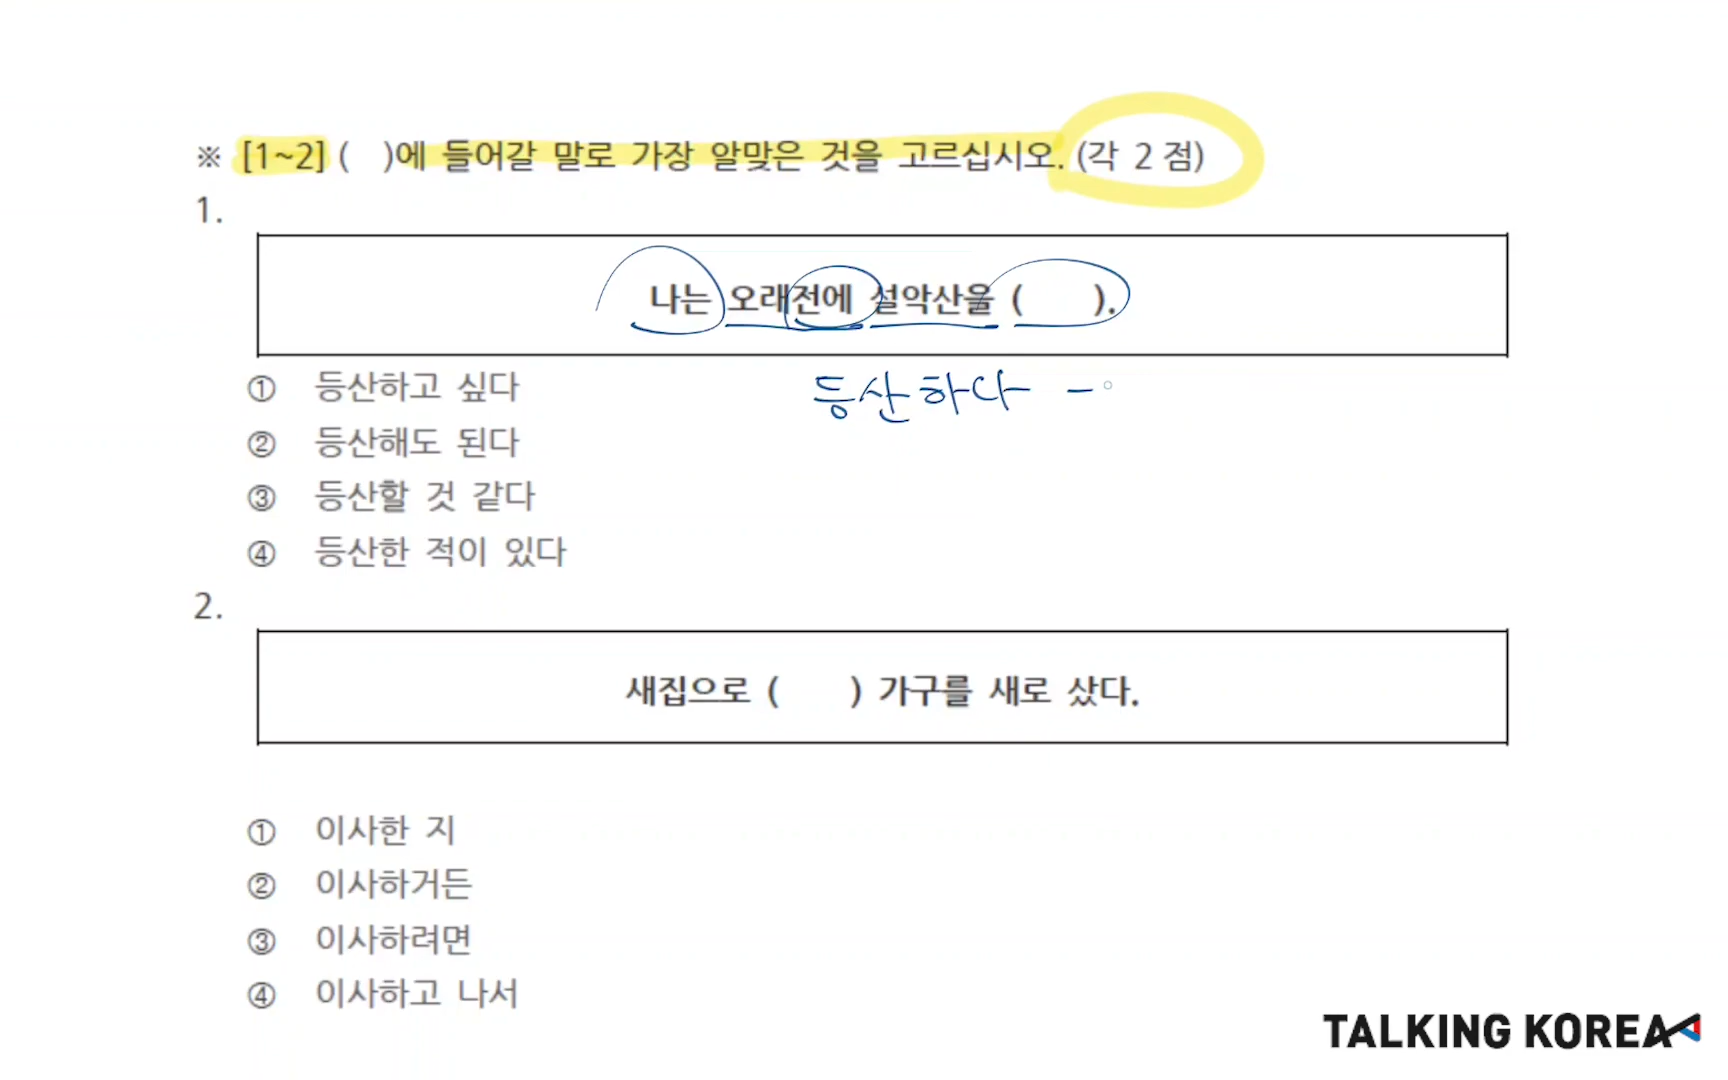 ※ [1~2] (   )에 들어갈 말로 가장 알맞은 것을 고르십시오. (각 2 점)
1.
나는 오래전에 설악산을 (     ).
등산하다 -
① 등산하고 싶다
② 등산해도 된다
③ 등산할 것 같다
④ 등산한 적이 있다
2.
새집으로 (     ) 가구를 새로 샀다.
① 이사한 지
② 이사하거든
③ 이사하려면
④ 이사하고 나서
TALKING KOREA